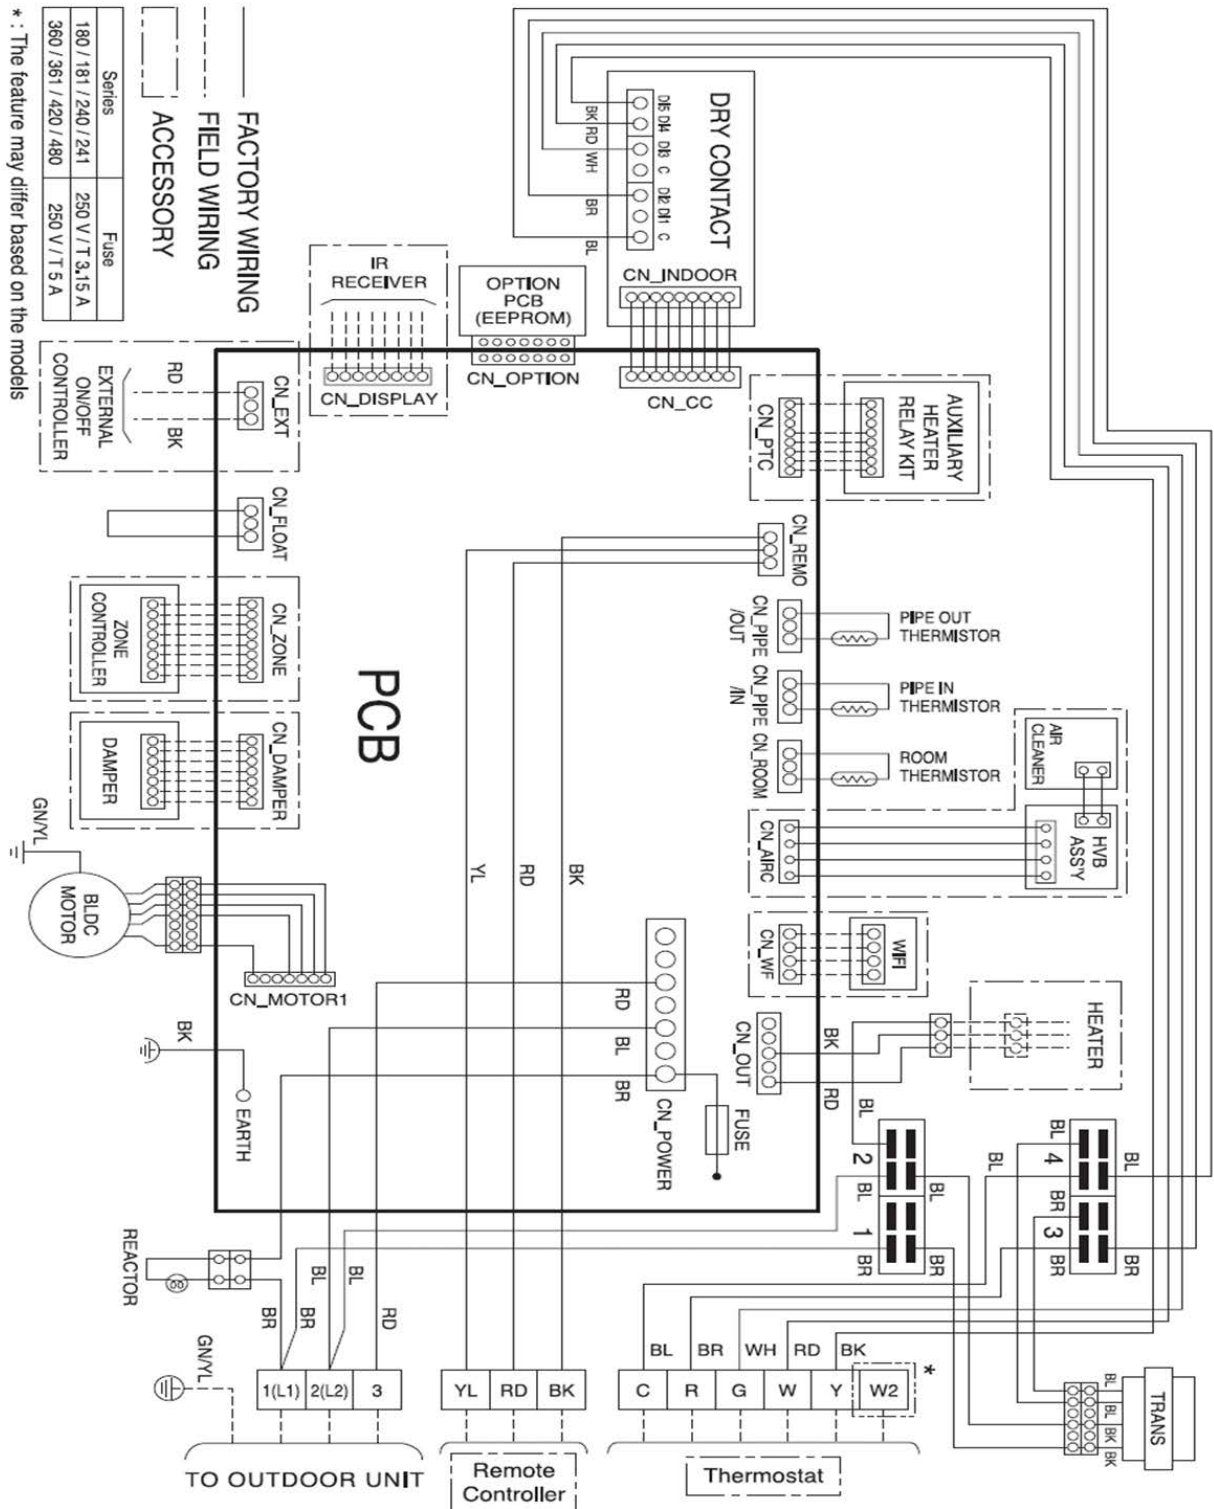 DRY CONTACT
DI5 DI4 DI3 C DI2 DI1 C
BK RD WH BR BL
CN_INDOOR
CN_CC
OPTION
PCB
(EEPROM)
CN_OPTION
IR
RECEIVER
CN_DISPLAY
FACTORY WIRING
FIELD WIRING
ACCESSORY
Series Fuse
180 / 181 / 240 / 241 250 V / T 3.15 A
360 / 361 / 420 / 480 250 V / T 5 A
* : The feature may differ based on the models
CN_EXT
RD
BK
EXTERNAL
ON/OFF
CONTROLLER
CN_FLOAT
CN_ZONE
ZONE
CONTROLLER
CN_DAMPER
DAMPER
GN/YL
BLDC
MOTOR
CN_MOTOR1
BK
EARTH
PCB
AUXILIARY
HEATER
RELAY KIT
CN_PTC
CN_REMO
CN_PIPE
/OUT
PIPE OUT
THERMISTOR
CN_PIPE
/IN
PIPE IN
THERMISTOR
CN_ROOM
ROOM
THERMISTOR
AIR
CLEANER
HVB
ASS'Y
CN_AIRC
WIFI
CN_WF
HEATER
CN_OUT
BK
RD
YL
RD
BK
RD
BL
BR
CN_POWER
FUSE
BL
2
BL
BL
1
BR
BR
BL
BL
4
BL
BR
3
BR
BR
REACTOR
BR
BR
BL
BL
RD
GN/YL
1(L1) 2(L2) 3
TO OUTDOOR UNIT
YL RD BK
Remote
Controller
BL BR WH RD BK
C R G W Y W2
*
Thermostat
BL
BL
BK
BK
TRANS